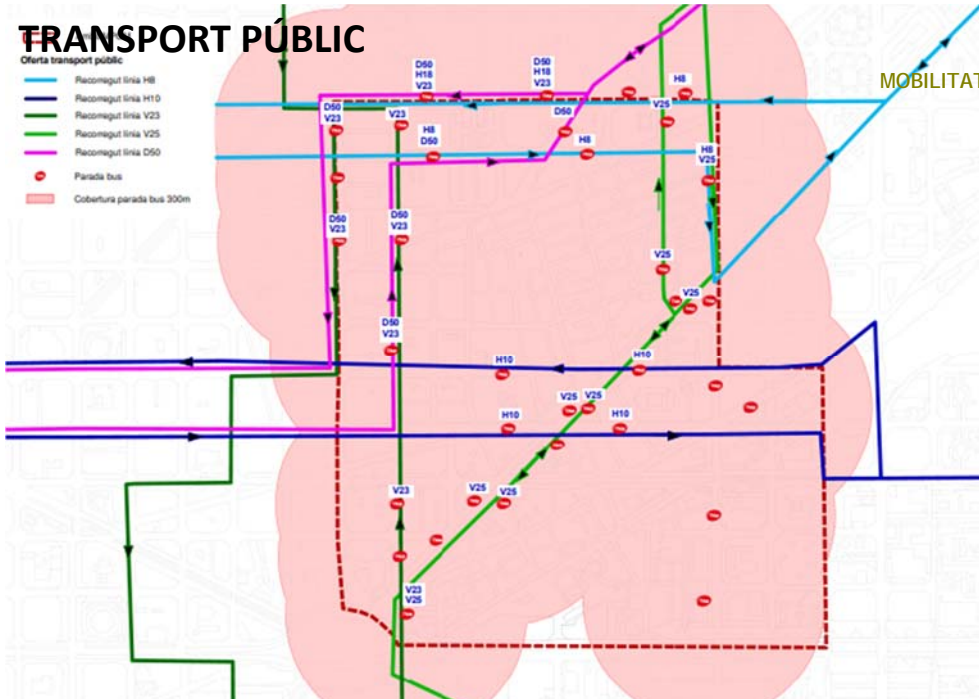 TRANSPORT PÚBLIC
Oferta transport públic
Recorregut línia H8
Recorregut línia H10
Recorregut línia V23
Recorregut línia V25
Recorregut línia D50
Parada bus
Cobertura parada bus 300m
MOBILITAT
D50
H18
V23
D50
H18
V23
H8
D50
V23
V23
D50
V25
H8
D50
H8
H8
V25
D50
V23
D50
V23
V25
V25
D50
V23
H10
H10
V25
V25
H10
H10
V23
V25
V25
V23
V25